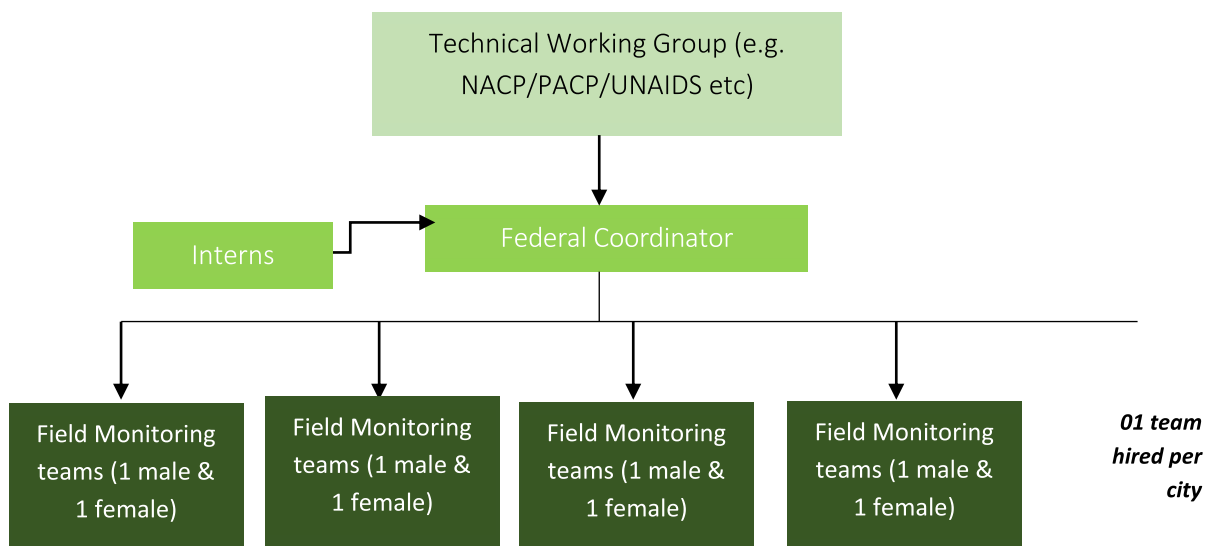 Technical Working Group (e.g.
NACP/PACP/UNAIDS etc)
Interns
Federal Coordinator
Field Monitoring
teams (1 male &
1 female)
Field Monitoring
teams (1 male &
1 female)
Field Monitoring
teams (1 male &
1 female)
Field Monitoring
teams (1 male &
1 female)
01 team
hired per
city